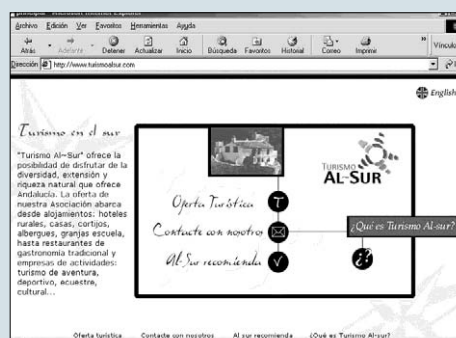 Archivo Edición Ver Favoritos Herramientas Ayuda
Atrás Adelante Detener Actualizar Inicio Búsqueda Favoritos Historial Correo Imprimir
Dirección http://www.turismoalsur.com
English
Turismo en el sur
"Turismo Al-Sur" ofrece la
posibilidad de disfrutar de la
diversidad, extensión y
riqueza natural que ofrece
Andalucía. La oferta de
nuestra Asociación abarca
desde alojamientos: hoteles
rurales, casas, cortijos,
albergues, granjas escuela,
hasta restaurantes de
gastronomía tradicional y
empresas de actividades:
turismo de aventura,
deportivo, ecuestre,
cultural...
TURISMO
AL-SUR
Oferta Turística
Contacte con nosotros
Al-Sur recomienda
¿Qué es Turismo Al-sur?
¿?
Oferta turística Contacte con nosotros Al sur recomienda ¿Qué es Turismo Al-sur?